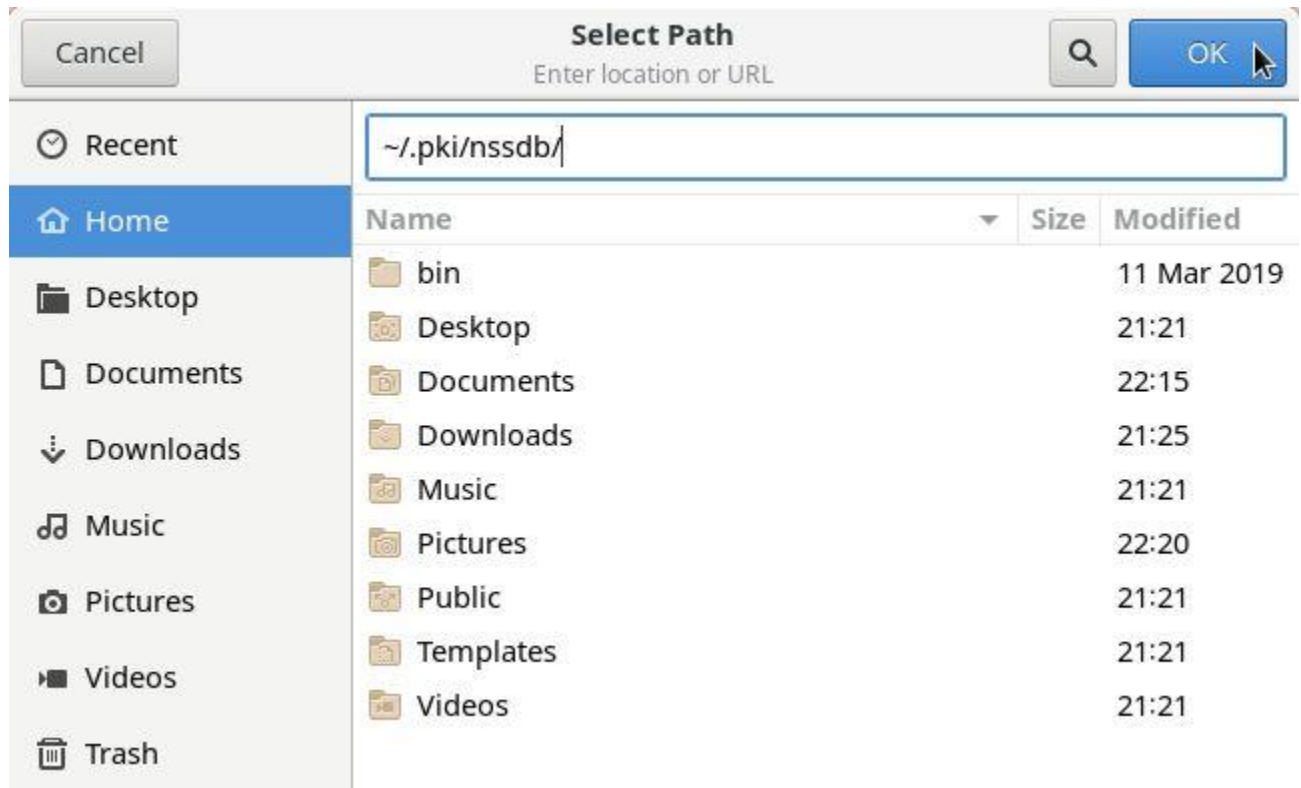 Cancel
Select Path
Enter location or URL
OK
Recent
Home
Desktop
Documents
Downloads
Music
Pictures
Videos
Trash
~/.pki/nssdb/
Name Size Modified
bin 11 Mar 2019
Desktop 21:21
Documents 22:15
Downloads 21:25
Music 21:21
Pictures 22:20
Public 21:21
Templates 21:21
Videos 21:21